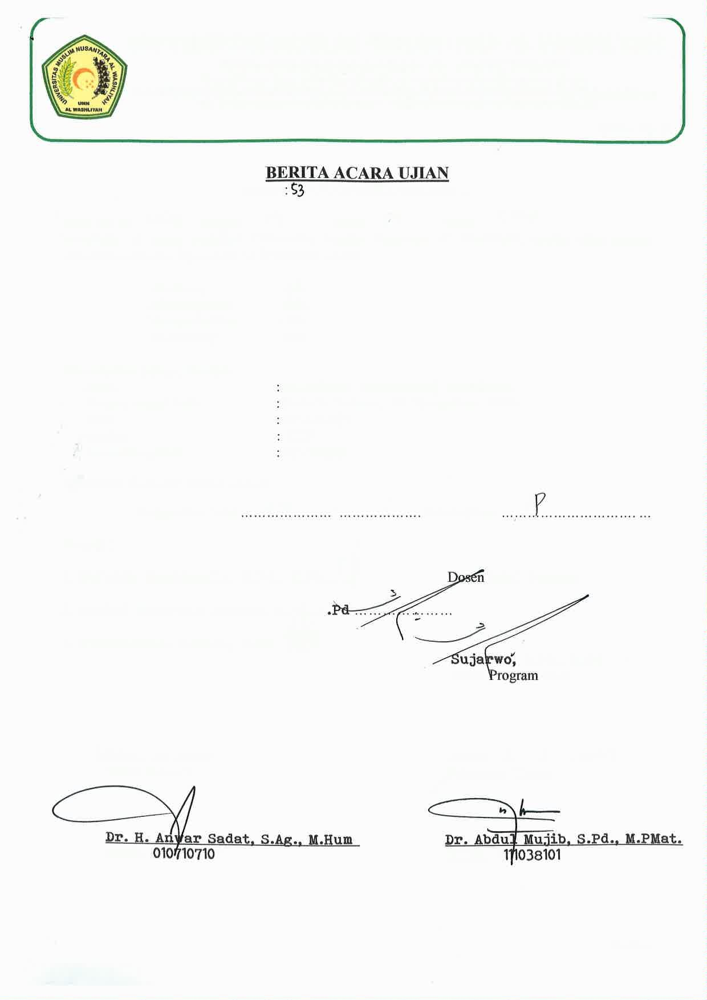 UNIVERSITAS MUSLIM NUSANTARA AL WASHLIYAH
UMN
AL WASHLIYAH
BERITA ACARA UJIAN
: 53
:
:
:
:
:
..................... ................... P ................................... ...
Dosen
.Pd .......................
Sujarwo,
Program
Dr. H. Anwar Sadat, S.Ag., M.Hum
010710710
Dr. Abdul Mujib, S.Pd., M.PMat.
111038101